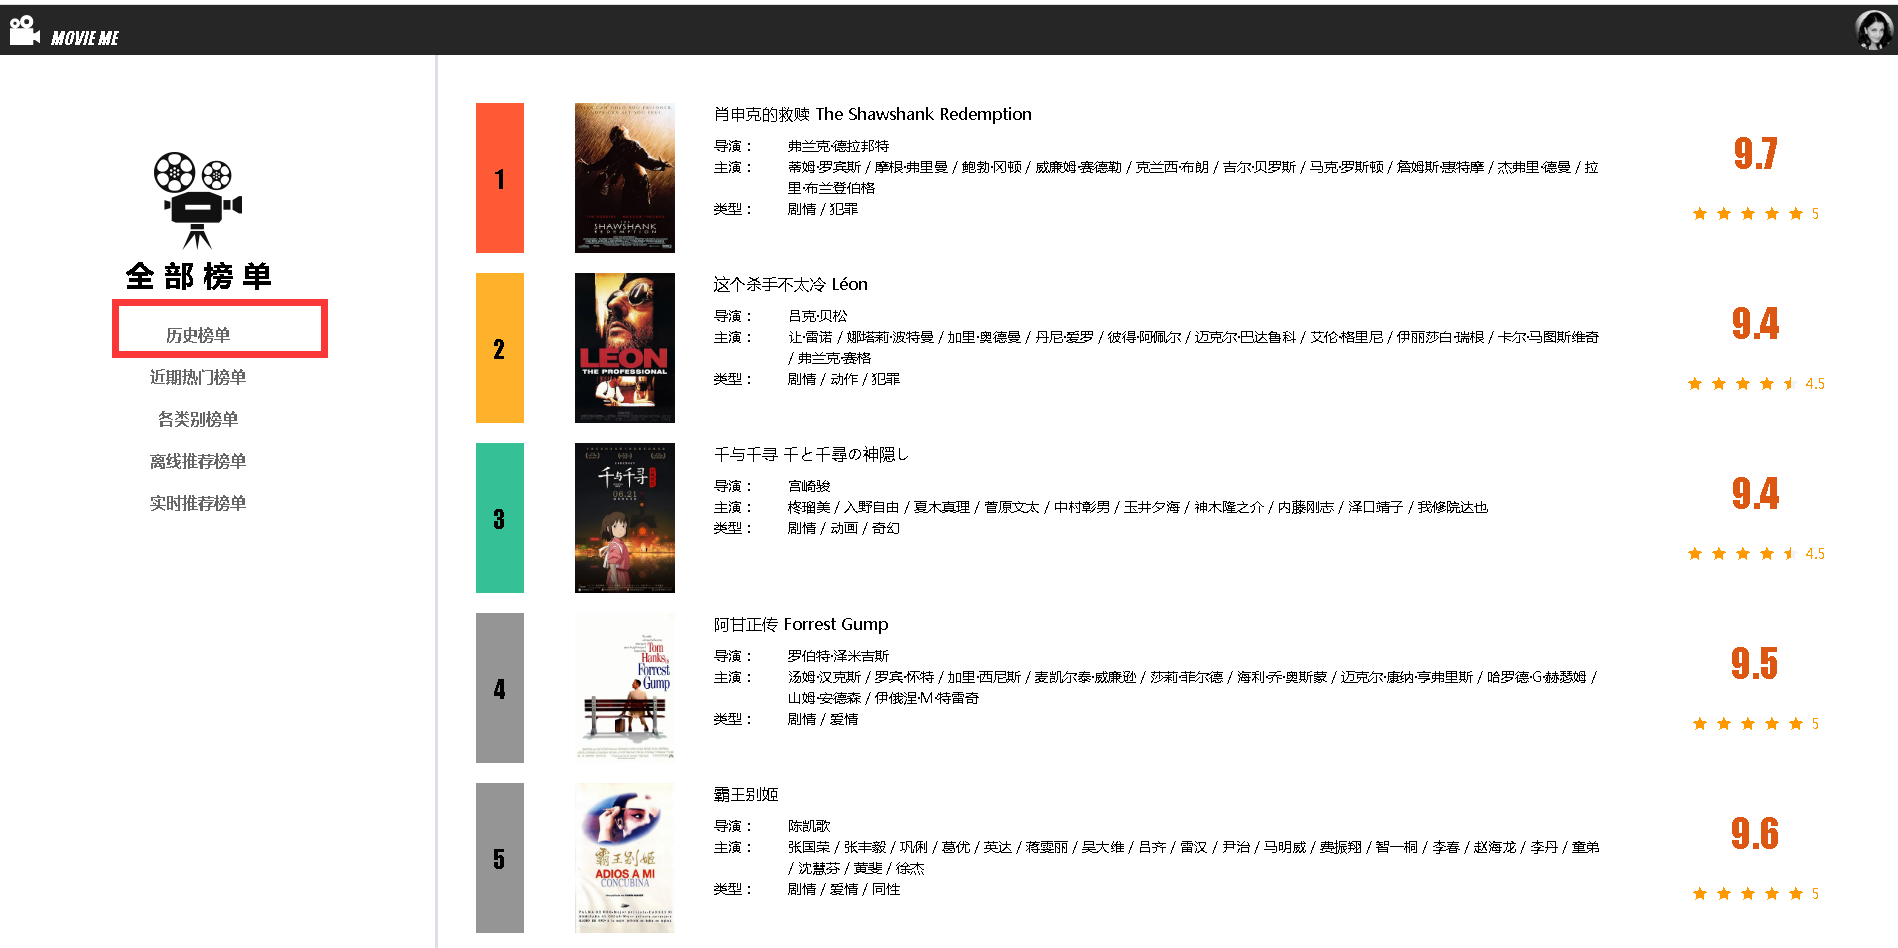 MOVIE ME
全部榜单
历史榜单
近期热门榜单
各类别榜单
离线推荐榜单
实时推荐榜单
1
SHAWSHANK
REDEMPTION
肖申克的救赎 The Shawshank Redemption
导演： 弗兰克·德拉邦特
主演： 蒂姆·罗宾斯 / 摩根·弗里曼 / 鲍勃·冈顿 / 威廉姆·赛德勒 / 克兰西·布朗 / 吉尔·贝罗斯 / 马克·罗斯顿 / 詹姆斯·惠特摩 / 杰弗里·德曼 / 拉
里·布兰登伯格
类型： 剧情 / 犯罪
9.7
5
2
LEON
THE PROFESSIONAL
这个杀手不太冷 Léon
导演： 吕克·贝松
主演： 让·雷诺 / 娜塔莉·波特曼 / 加里·奥德曼 / 丹尼·爱罗 / 彼得·阿佩尔 / 迈克尔·巴达鲁科 / 艾伦·格里尼 / 伊丽莎白·瑞根 / 卡尔·马图斯维奇
/ 弗兰克·赛格
类型： 剧情 / 动作 / 犯罪
9.4
4.5
3
千与千寻
06.21
千与千寻 千と千尋の神隠し
导演： 宫崎骏
主演： 柊瑠美 / 入野自由 / 夏木真理 / 菅原文太 / 中村彰男 / 玉井夕海 / 神木隆之介 / 内藤刚志 / 泽口靖子 / 我修院达也
类型： 剧情 / 动画 / 奇幻
9.4
4.5
4
Tom
Hanks is
Forrest
Gump
阿甘正传 Forrest Gump
导演： 罗伯特·泽米吉斯
主演： 汤姆·汉克斯 / 罗宾·怀特 / 加里·西尼斯 / 麦凯尔泰·威廉逊 / 莎莉·菲尔德 / 海利·乔·奥斯蒙 / 迈克尔·康纳·亨弗里斯 / 哈罗德·G·赫瑟姆 /
山姆·安德森 / 伊俄涅·M·特雷奇
类型： 剧情 / 爱情
9.5
5
5
霸王别姬
ADIOS A MI
CONCUBINA
霸王别姬
导演： 陈凯歌
主演： 张国荣 / 张丰毅 / 巩俐 / 葛优 / 英达 / 蒋雯丽 / 吴大维 / 吕齐 / 雷汉 / 尹治 / 马明威 / 费振翔 / 智一桐 / 李春 / 赵海龙 / 李丹 / 童弟
/ 沈慧芬 / 黄斐 / 徐杰
类型： 剧情 / 爱情 / 同性
9.6
5